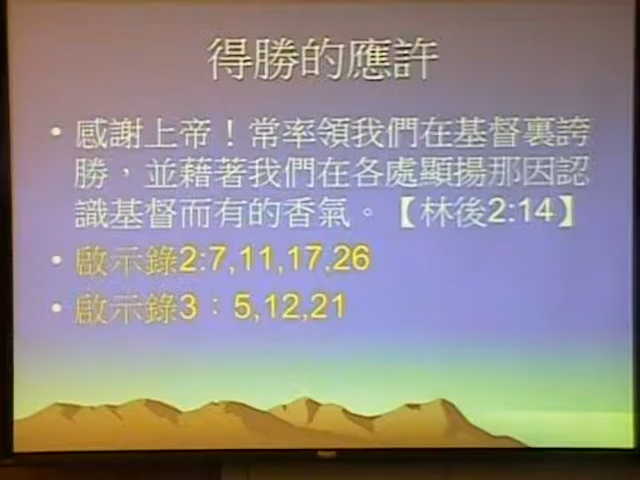 得勝的應許
• 感謝上帝！常率領我們在基督裏誇
勝，並藉著我們在各處顯揚那因認
識基督而有的香氣。【林後2:14】
• 啟示錄2:7,11,17,26
• 啟示錄3：5,12,21